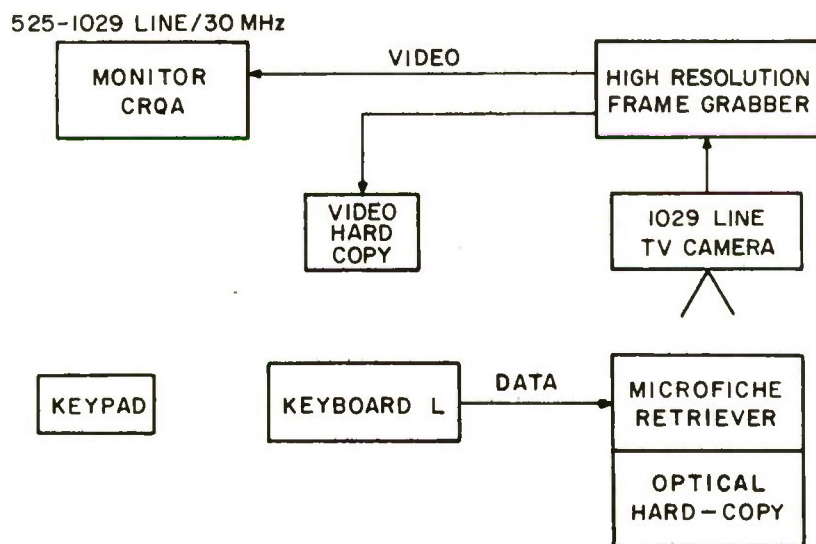 525-1029 LINE/30 MHz
MONITOR
CRQA
VIDEO
HIGH RESOLUTION
FRAME GRABBER
VIDEO
HARD
COPY
1029 LINE
TV CAMERA
KEYPAD
KEYBOARD L
DATA
MICROFICHE
RETRIEVER
OPTICAL
HARD-COPY